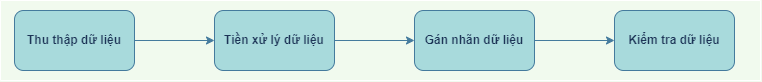 Thu thập dữ liệu
Tiền xử lý dữ liệu
Gán nhãn dữ liệu
Kiểm tra dữ liệu